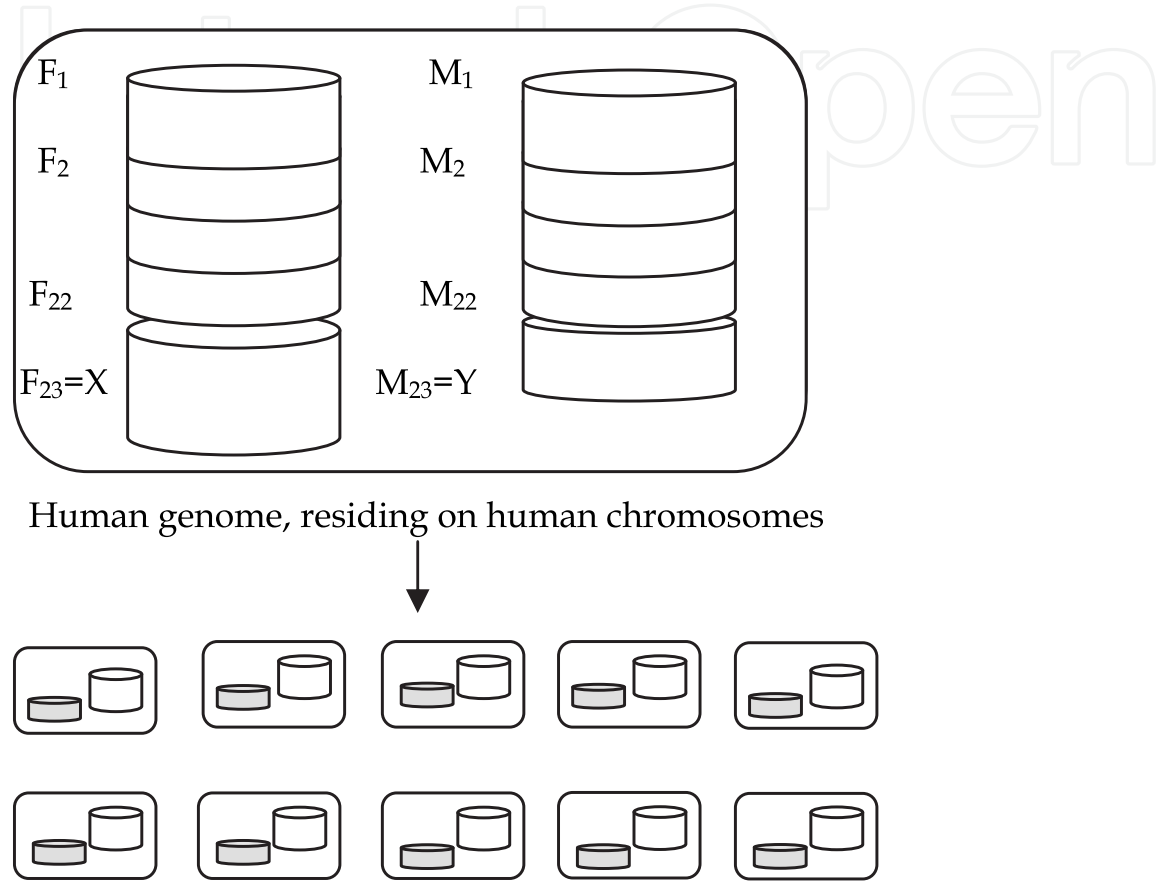 F₁ M₁
F₂ M₂
F₂₂ M₂₂
F₂₃=X M₂₃=Y
Human genome, residing on human chromosomes